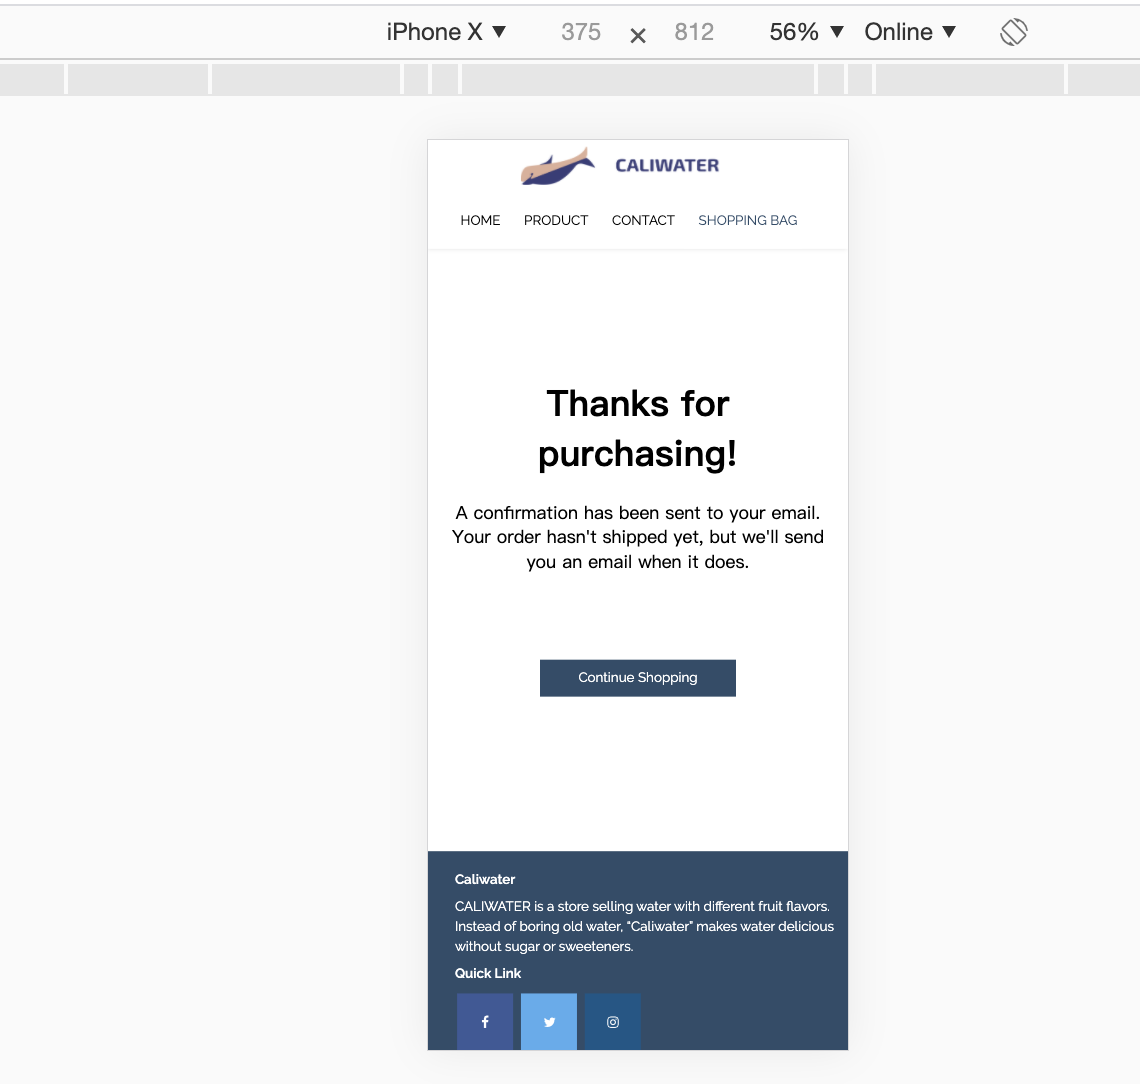 iPhone X ▼ 375 × 812 56% ▼ Online ▼
CALIWATER
HOME PRODUCT CONTACT SHOPPING BAG
Thanks for
purchasing!
A confirmation has been sent to your email.
Your order hasn't shipped yet, but we'll send
you an email when it does.
Continue Shopping
Caliwater
CALIWATER is a store selling water with different fruit flavors.
Instead of boring old water, "Caliwater" makes water delicious
without sugar or sweeteners.
Quick Link